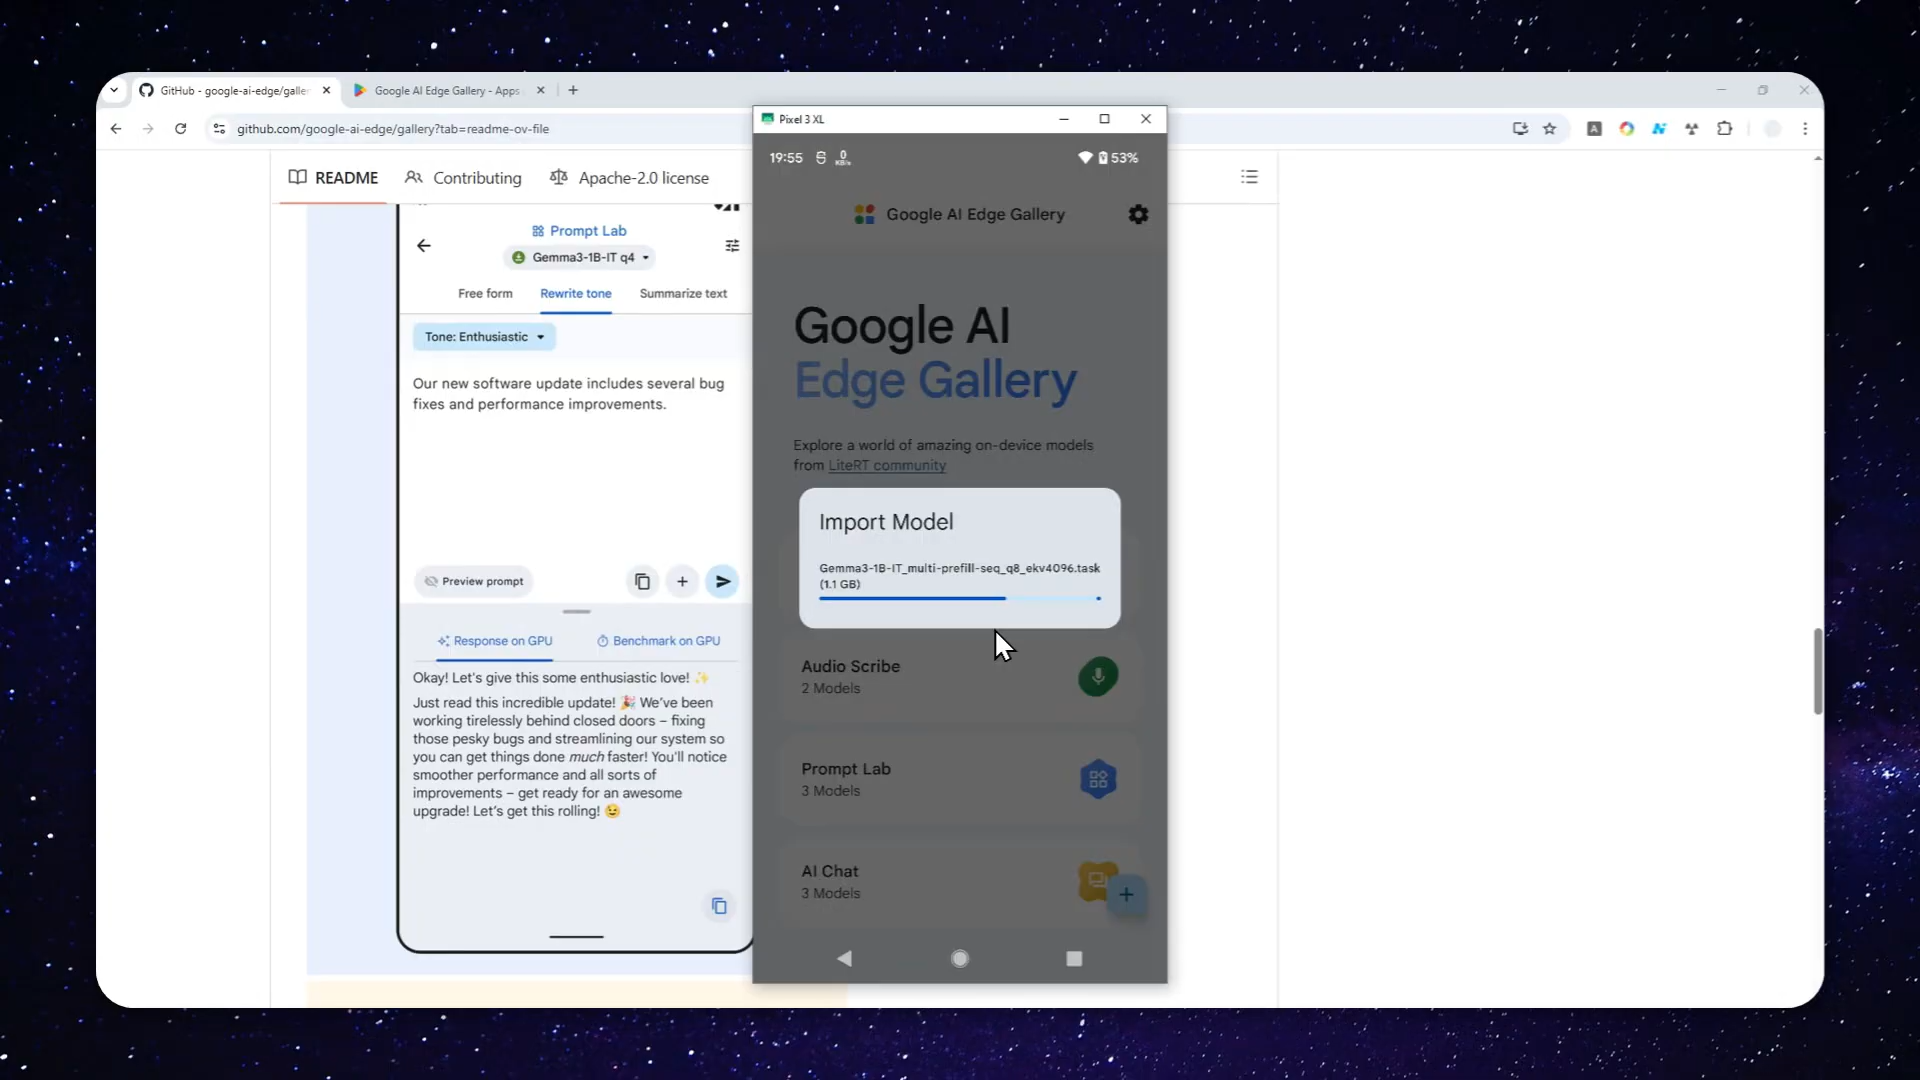 GitHub - google-ai-edge/galle
Google AI Edge Gallery - Apps
github.com/google-ai-edge/gallery?tab=readme-ov-file
README
Contributing
Apache-2.0 license
Prompt Lab
Gemma3-1B-IT q4
Free form
Rewrite tone
Summarize text
Tone: Enthusiastic
Our new software update includes several bug
fixes and performance improvements.
Preview prompt
Response on GPU
Benchmark on GPU
Okay! Let's give this some enthusiastic love! ✨
Just read this incredible update! 🎉 We've been
working tirelessly behind closed doors – fixing
those pesky bugs and streamlining our system so
you can get things done much faster! You'll notice
smoother performance and all sorts of
improvements – get ready for an awesome
upgrade! Let's get this rolling! 😉
Pixel 3 XL
19:55
0
KB/s
53%
Google AI Edge Gallery
Google AI
Edge Gallery
Explore a world of amazing on-device models
from LiteRT community
Import Model
Gemma3-1B-IT_multi-prefill-seq_q8_ekv4096.task
(1.1 GB)
Audio Scribe
2 Models
Prompt Lab
3 Models
AI Chat
3 Models